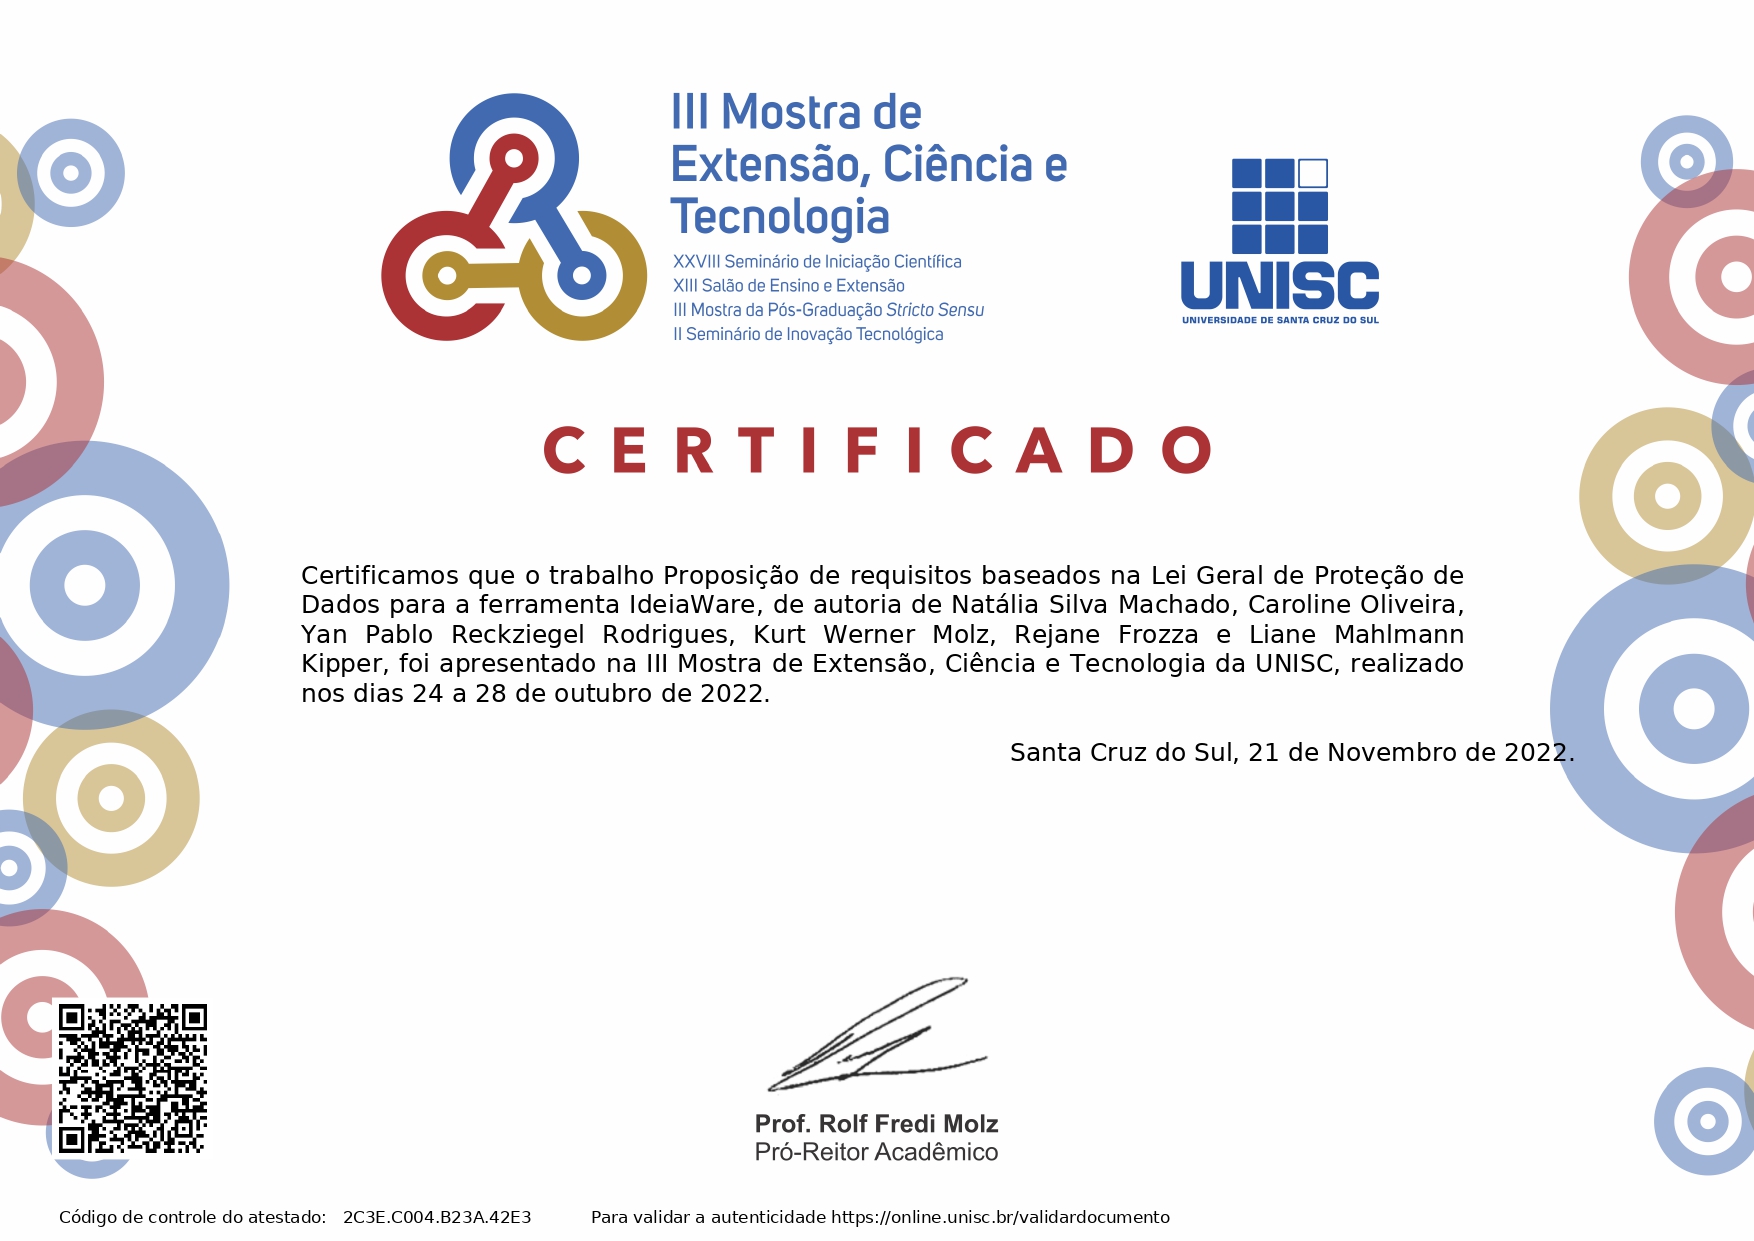 III Mostra de
Extensão, Ciência e
Tecnologia
XXVIII Seminário de Iniciação Científica
XIII Salão de Ensino e Extensão
III Mostra da Pós-Graduação Stricto Sensu
II Seminário de Inovação Tecnológica
UNISC
UNIVERSIDADE DE SANTA CRUZ DO SUL
CERTIFICADO
Certificamos que o trabalho Proposição de requisitos baseados na Lei Geral de Proteção de
Dados para a ferramenta IdeiaWare, de autoria de Natália Silva Machado, Caroline Oliveira,
Yan Pablo Reckziegel Rodrigues, Kurt Werner Molz, Rejane Frozza e Liane Mahlmann
Kipper, foi apresentado na III Mostra de Extensão, Ciência e Tecnologia da UNISC, realizado
nos dias 24 a 28 de outubro de 2022.
Santa Cruz do Sul, 21 de Novembro de 2022.
Prof. Rolf Fredi Molz
Pró-Reitor Acadêmico
Código de controle do atestado: 2C3E.C004.B23A.42E3 Para validar a autenticidade https://online.unisc.br/validardocumento